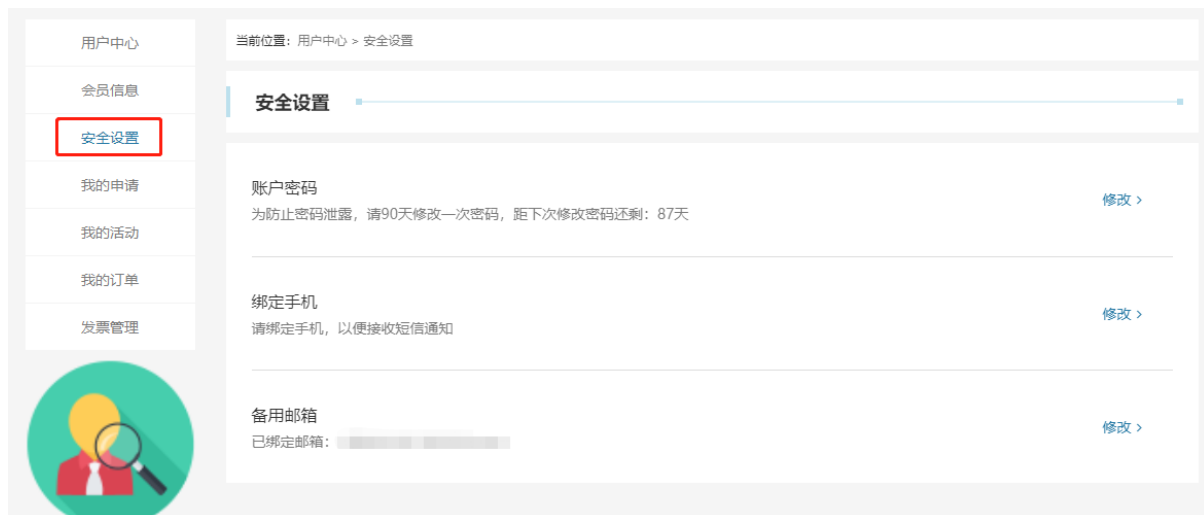 用户中心
会员信息
安全设置
我的申请
我的活动
我的订单
发票管理
当前位置：用户中心 > 安全设置
安全设置
账户密码
为防止密码泄露，请90天修改一次密码，距下次修改密码还剩：87天
修改 >
绑定手机
请绑定手机，以便接收短信通知
修改 >
备用邮箱
已绑定邮箱：
修改 >